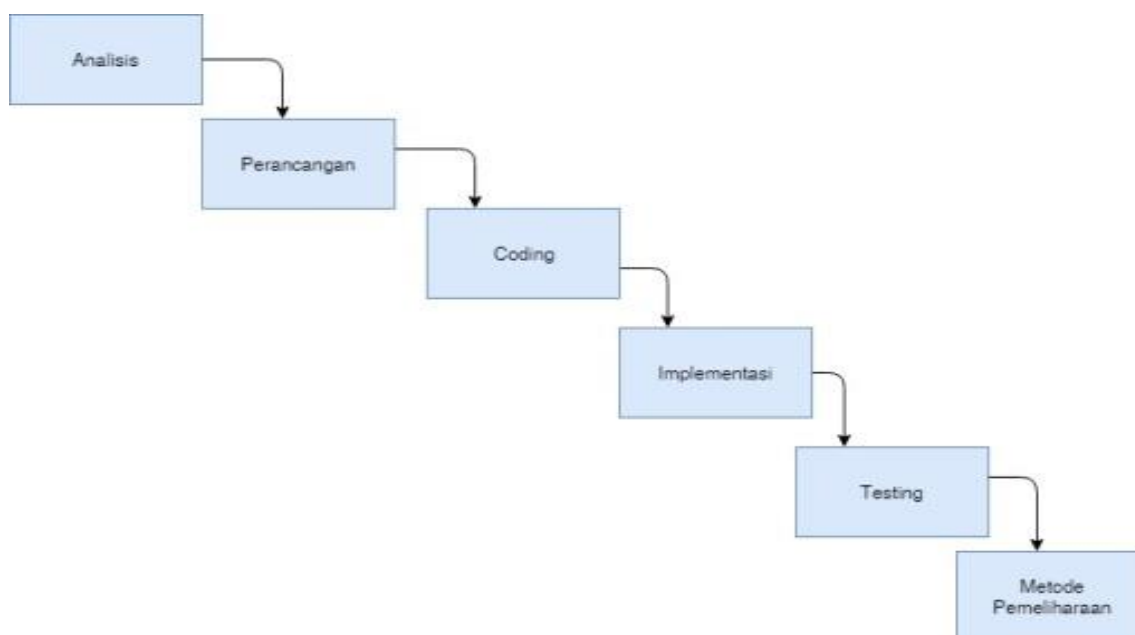 Analisis
Perancangan
Coding
Implementasi
Testing
Metode
Pemeliharaan